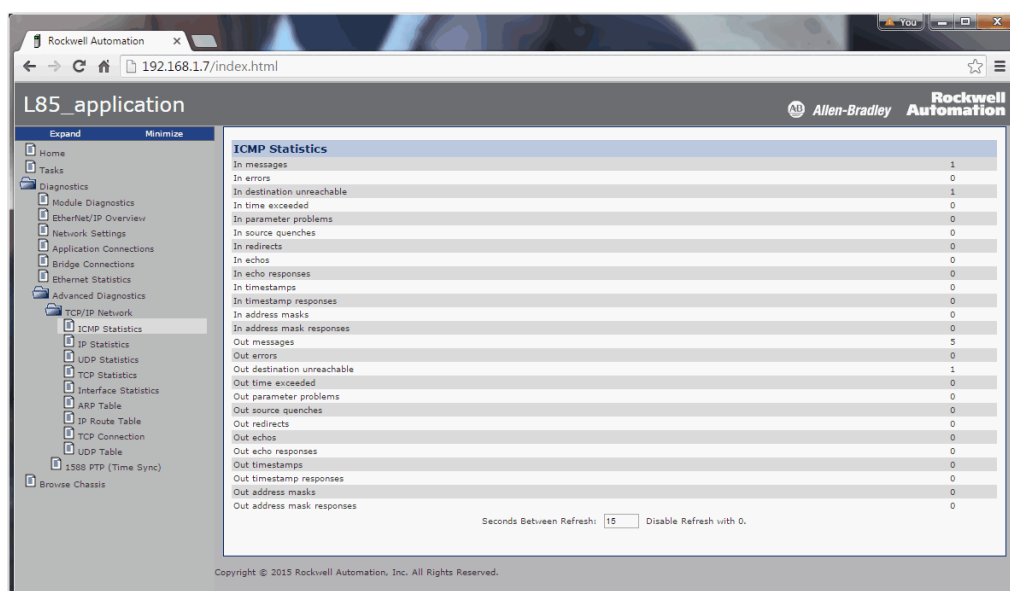 You
Rockwell Automation
192.168.1.7/index.html
L85_application
AB Allen-Bradley
Rockwell Automation
Expand Minimize
Home
Tasks
Diagnostics
Module Diagnostics
EtherNet/IP Overview
Network Settings
Application Connections
Bridge Connections
Ethernet Statistics
Advanced Diagnostics
TCP/IP Network
ICMP Statistics
IP Statistics
UDP Statistics
TCP Statistics
Interface Statistics
ARP Table
IP Route Table
TCP Connection
UDP Table
1588 PTP (Time Sync)
Browse Chassis
ICMP Statistics
In messages 1
In errors 0
In destination unreachable 1
In time exceeded 0
In parameter problems 0
In source quenches 0
In redirects 0
In echos 0
In echo responses 0
In timestamps 0
In timestamp responses 0
In address masks 0
In address mask responses 0
Out messages 5
Out errors 0
Out destination unreachable 1
Out time exceeded 0
Out parameter problems 0
Out source quenches 0
Out redirects 0
Out echos 0
Out echo responses 0
Out timestamps 0
Out timestamp responses 0
Out address masks 0
Out address mask responses 0
Seconds Between Refresh: 15 Disable Refresh with 0.
Copyright © 2015 Rockwell Automation, Inc. All Rights Reserved.